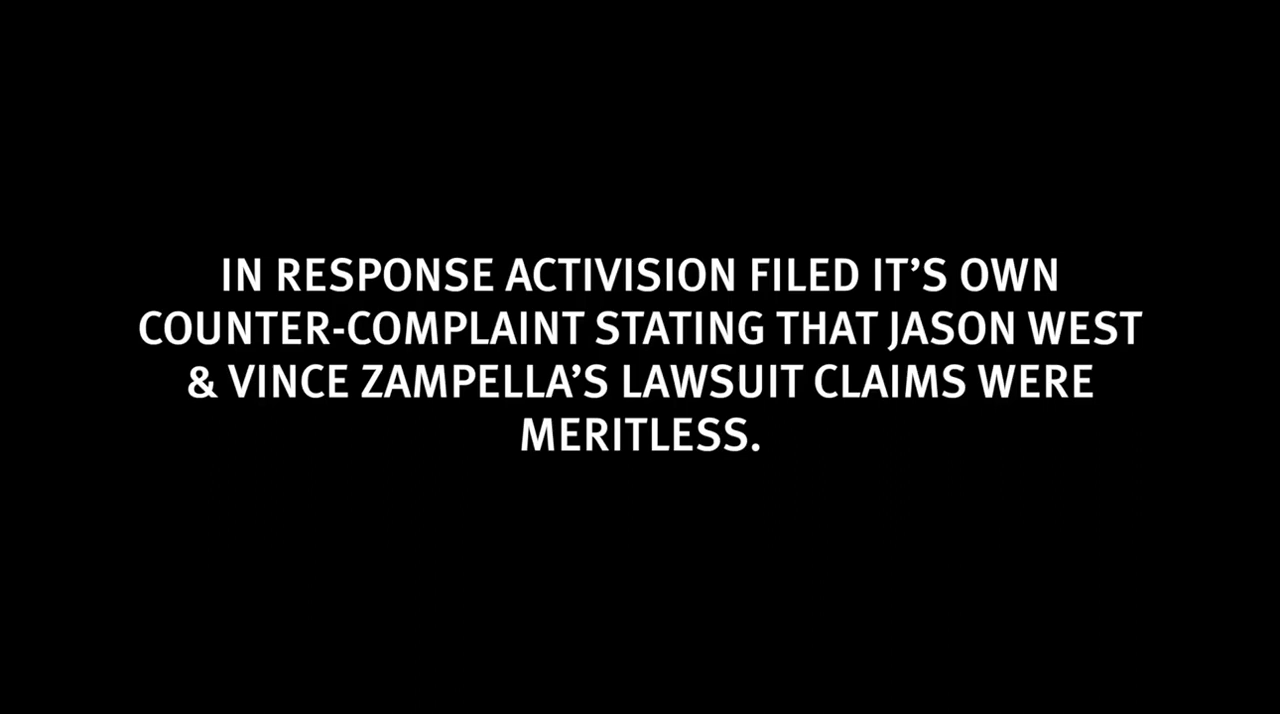 IN RESPONSE ACTIVISION FILED IT’S OWN
COUNTER-COMPLAINT STATING THAT JASON WEST
& VINCE ZAMPELLA’S LAWSUIT CLAIMS WERE
MERITLESS.